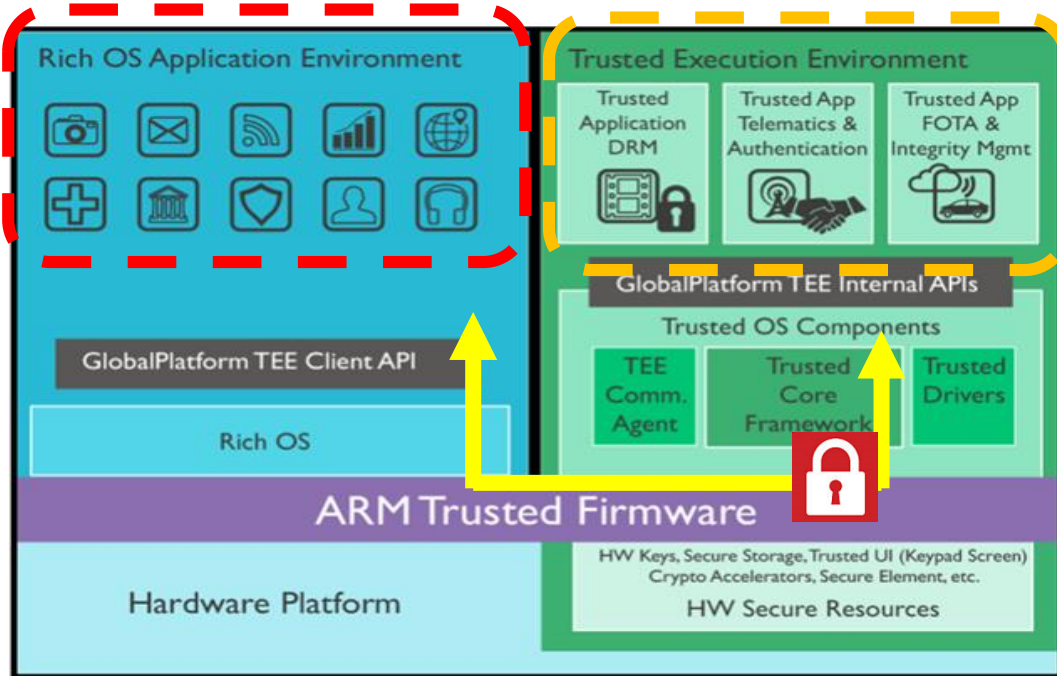 Rich OS Application Environment
GlobalPlatform TEE Client API
Rich OS
Trusted Execution Environment
Trusted
Application
DRM
Trusted App
Telematics &
Authentication
Trusted App
FOTA &
Integrity Mgmt
GlobalPlatform TEE Internal APIs
Trusted OS Components
TEE
Comm.
Agent
Trusted
Core
Framework
Trusted
Drivers
ARM Trusted Firmware
Hardware Platform
HW Keys, Secure Storage, Trusted UI (Keypad Screen)
Crypto Accelerators, Secure Element, etc.
HW Secure Resources